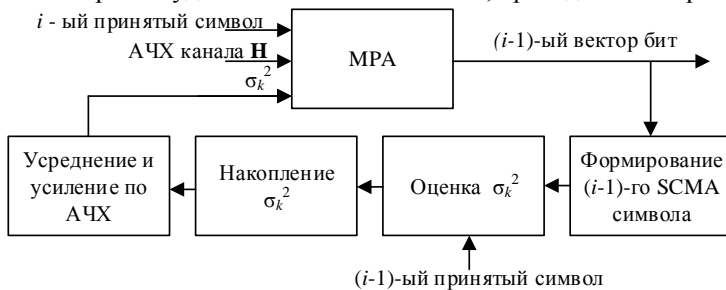 i - ый принятый символ
АЧХ канала H
σk²
MPA
(i-1)-ый вектор бит
Усреднение и
усиление по
АЧХ
Накопление
σk²
Оценка σk²
Формирование
(i-1)-го SCMA
символа
(i-1)-ый принятый символ